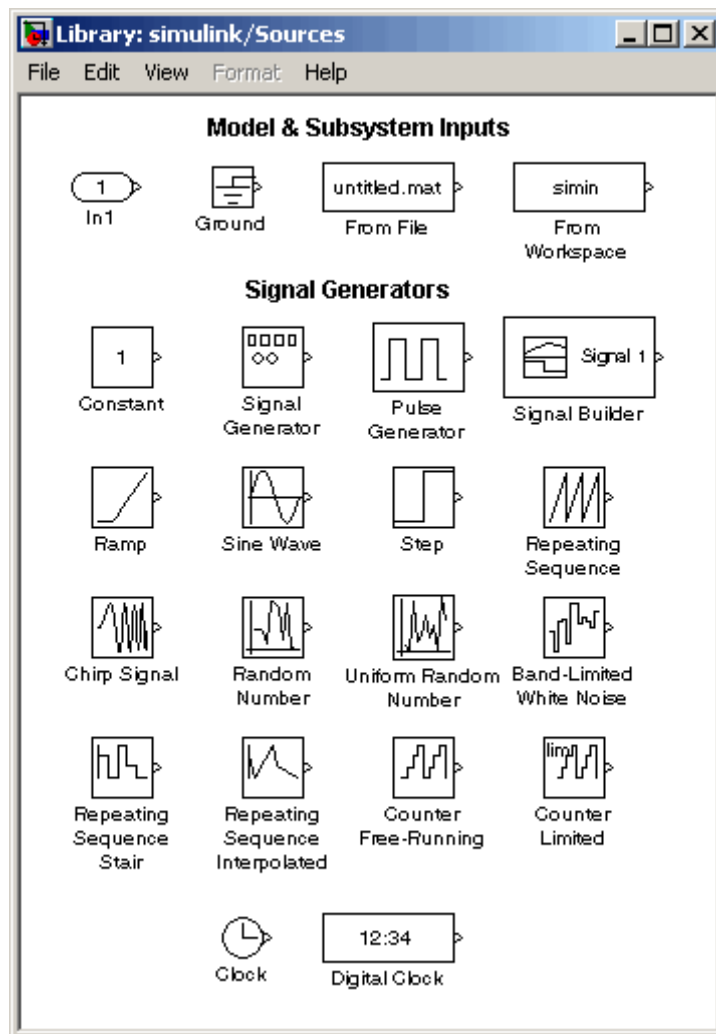 Library: simulink/Sources
File Edit View Format Help
Model & Subsystem Inputs
1
In1
Ground
untitled.mat
From File
simin
From
Workspace
Signal Generators
1
Constant
Signal
Generator
Pulse
Generator
Signal 1
Signal Builder
Ramp
Sine Wave
Step
Repeating
Sequence
Chirp Signal
Random
Number
Uniform Random
Number
Band-Limited
White Noise
Repeating
Sequence
Stair
Repeating
Sequence
Interpolated
Counter
Free-Running
lim
Counter
Limited
Clock
12:34
Digital Clock